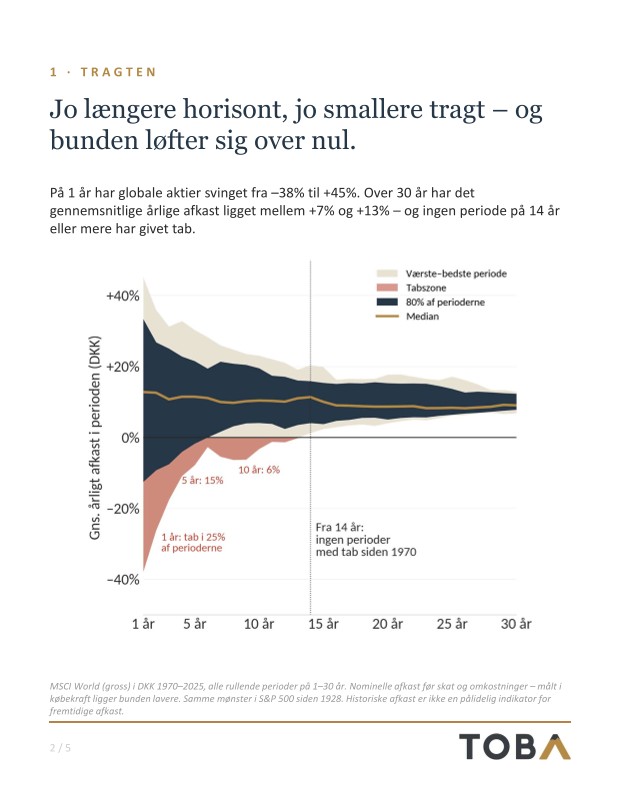 1 · TRAGTEN
Jo længere horisont, jo smallere tragt – og
bunden løfter sig over nul.
På 1 år har globale aktier svinget fra –38% til +45%. Over 30 år har det
gennemsnitlige årlige afkast ligget mellem +7% og +13% – og ingen periode på 14 år
eller mere har givet tab.
Værste–bedste periode
Tabszone
80% af perioderne
Median
Gns. årligt afkast i perioden (DKK)
+40%
+20%
0%
−20%
−40%
5 år: 15%
10 år: 6%
1 år: tab i 25%
af perioderne
Fra 14 år:
ingen perioder
med tab siden 1970
1 år
5 år
10 år
15 år
20 år
25 år
30 år
MSCI World (gross) i DKK 1970–2025, alle rullende perioder på 1–30 år. Nominelle afkast før skat og omkostninger – målt i
købekraft ligger bunden lavere. Samme mønster i S&P 500 siden 1928. Historiske afkast er ikke en pålidelig indikator for
fremtidige afkast.
2 / 5
TOBA